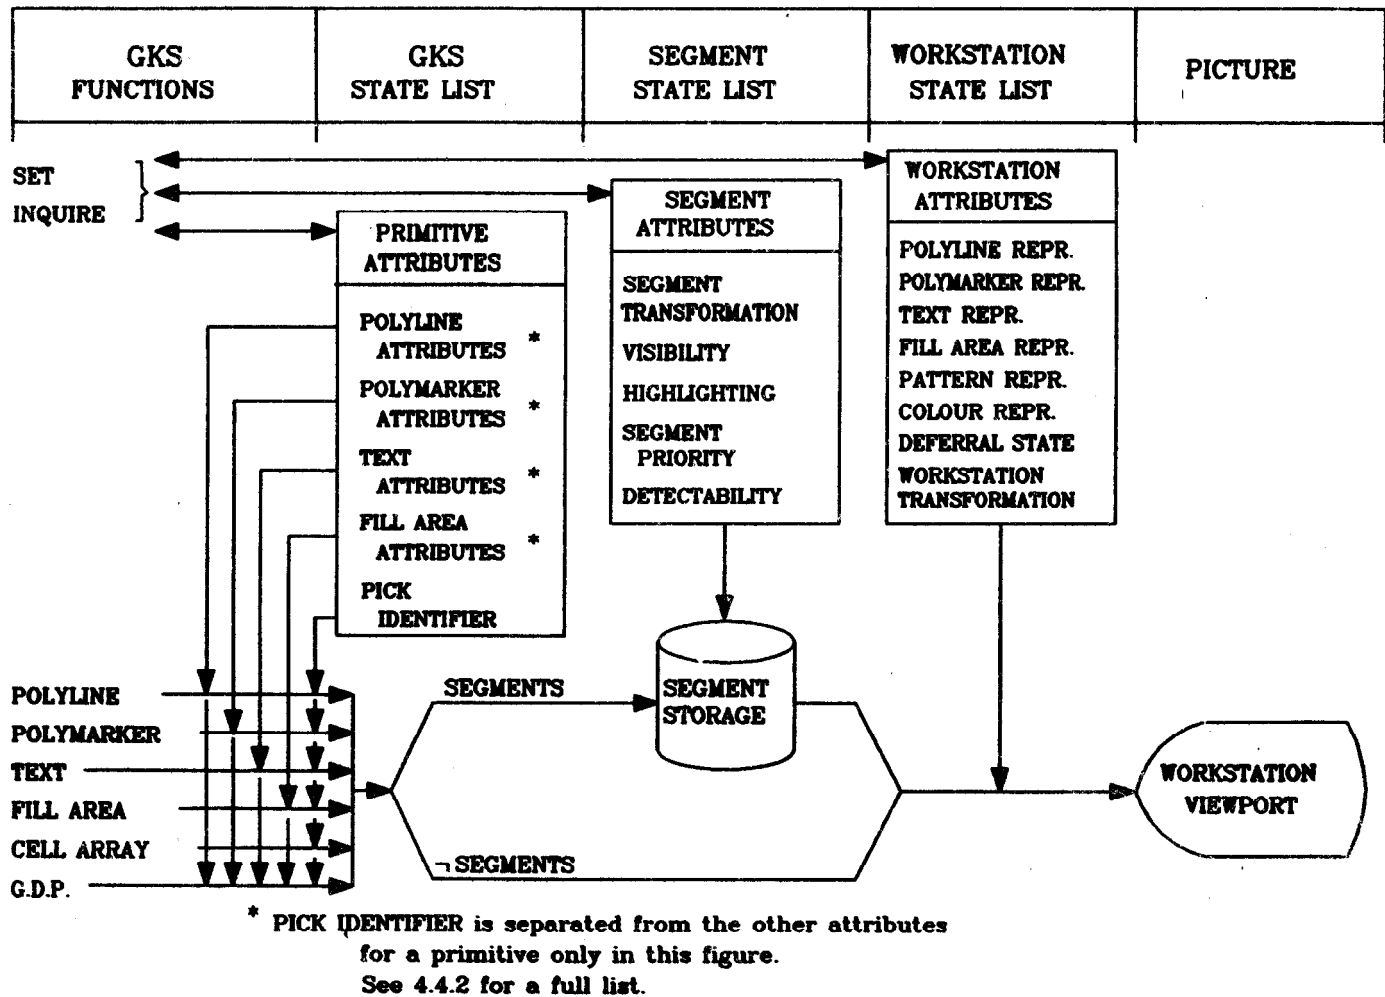 GKS
FUNCTIONS
GKS
STATE LIST
SEGMENT
STATE LIST
WORKSTATION
STATE LIST
PICTURE
SET
INQUIRE
PRIMITIVE
ATTRIBUTES
POLYLINE
ATTRIBUTES *
POLYMARKER
ATTRIBUTES *
TEXT
ATTRIBUTES *
FILL AREA
ATTRIBUTES *
PICK
IDENTIFIER
SEGMENT
ATTRIBUTES
SEGMENT
TRANSFORMATION
VISIBILITY
HIGHLIGHTING
SEGMENT
PRIORITY
DETECTABILITY
WORKSTATION
ATTRIBUTES
POLYLINE REPR.
POLYMARKER REPR.
TEXT REPR.
FILL AREA REPR.
PATTERN REPR.
COLOUR REPR.
DEFERRAL STATE
WORKSTATION
TRANSFORMATION
POLYLINE
POLYMARKER
TEXT
FILL AREA
CELL ARRAY
G.D.P.
SEGMENTS
SEGMENT
STORAGE
¬ SEGMENTS
WORKSTATION
VIEWPORT
* PICK IDENTIFIER is separated from the other attributes
for a primitive only in this figure.
See 4.4.2 for a full list.